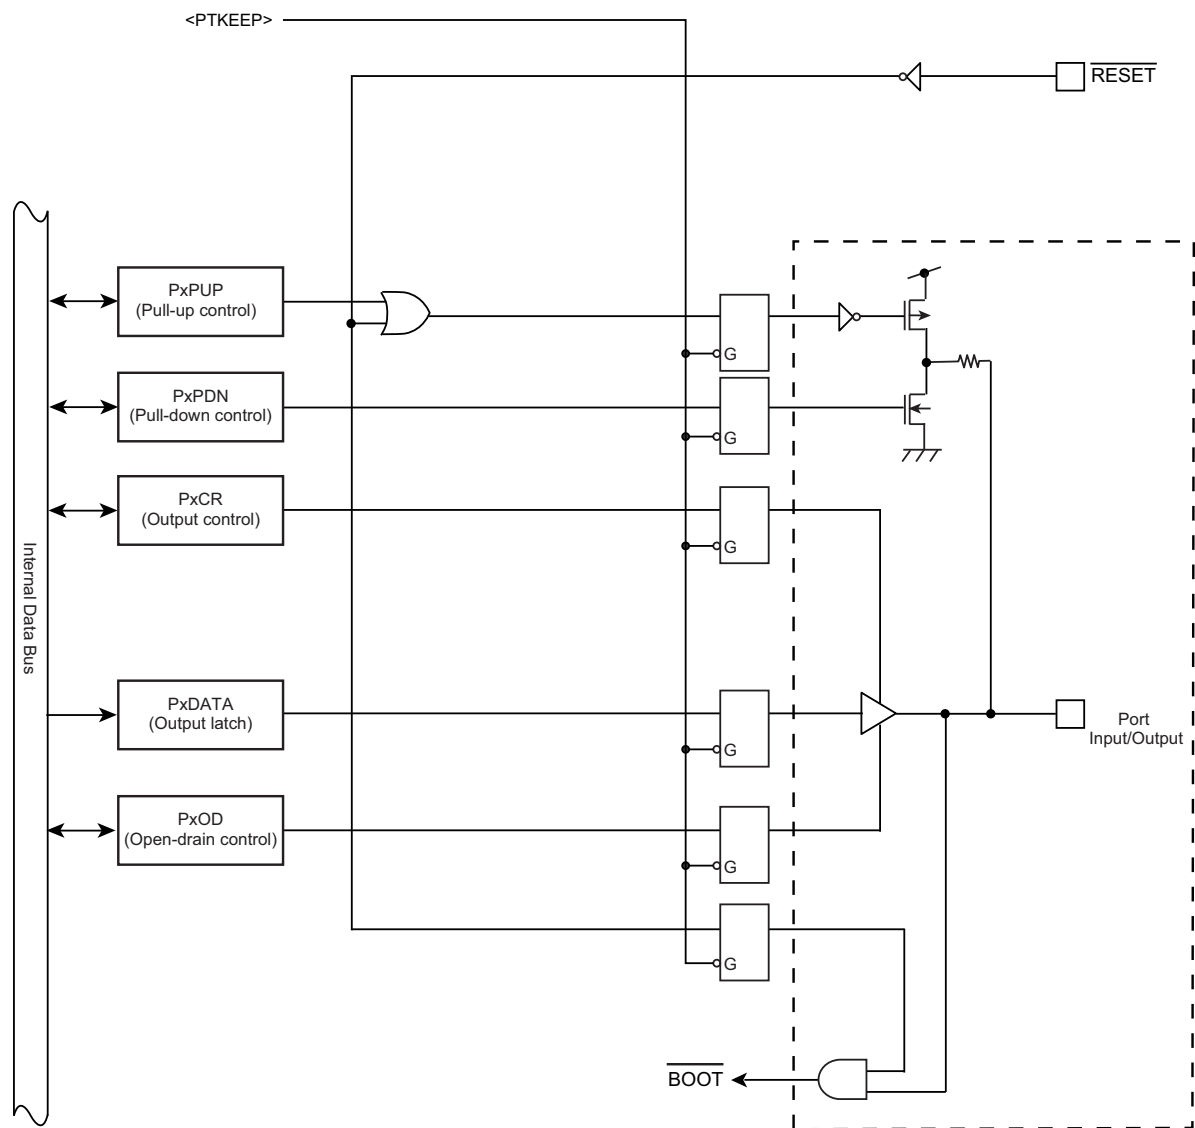 <PTKEEP>
RESET
PxPUP
(Pull-up control)
G
PxPDN
(Pull-down control)
G
PxCR
(Output control)
G
Internal Data Bus
PxDATA
(Output latch)
G
Port
Input/Output
PxOD
(Open-drain control)
G
G
BOOT